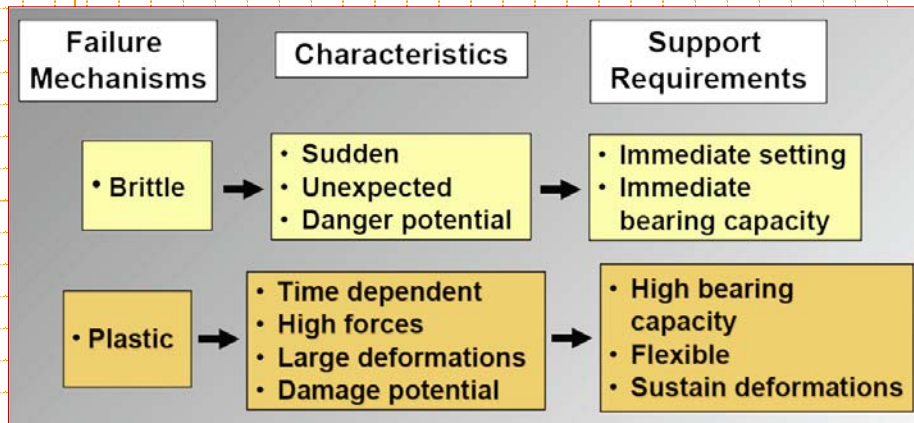 Failure
Mechanisms
Characteristics
Support
Requirements
• Brittle
• Sudden
• Unexpected
• Danger potential
• Immediate setting
• Immediate
bearing capacity
• Plastic
• Time dependent
• High forces
• Large deformations
• Damage potential
• High bearing
capacity
• Flexible
• Sustain deformations